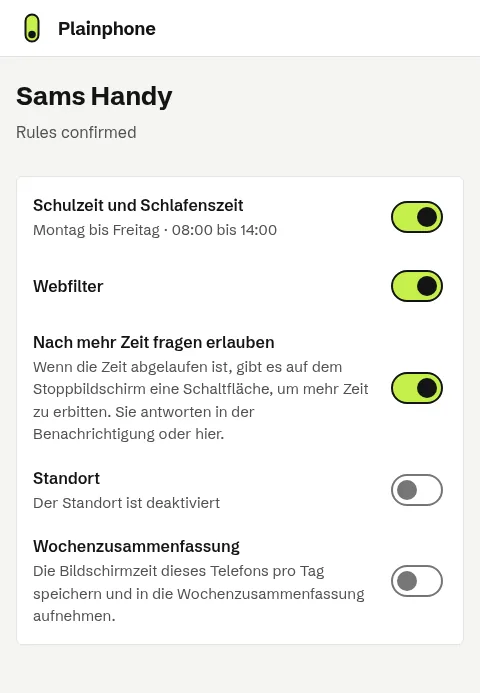 Plainphone
Sams Handy
Rules confirmed
Schulzeit und Schlafenszeit
Montag bis Freitag · 08:00 bis 14:00
Webfilter
Nach mehr Zeit fragen erlauben
Wenn die Zeit abgelaufen ist, gibt es auf dem
Stoppbildschirm eine Schaltfläche, um mehr Zeit
zu erbitten. Sie antworten in der
Benachrichtigung oder hier.
Standort
Der Standort ist deaktiviert
Wochenzusammenfassung
Die Bildschirmzeit dieses Telefons pro Tag
speichern und in die Wochenzusammenfassung
aufnehmen.